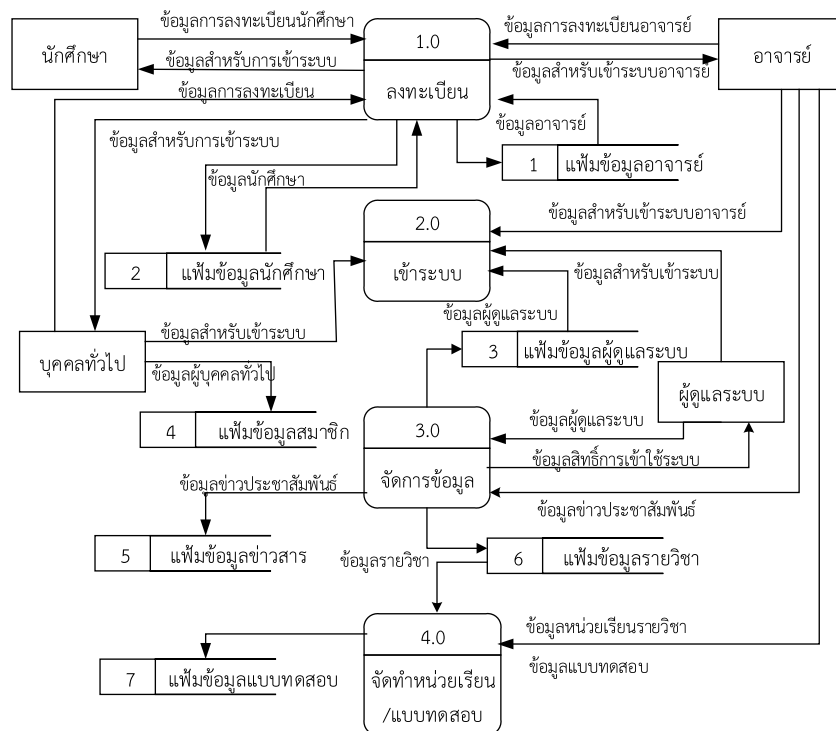 ข้อมูลการลงทะเบียนนักศึกษา
1.0
ข้อมูลการลงทะเบียนอาจารย์
นักศึกษา
อาจารย์
ข้อมูลสำหรับการเข้าระบบ
ข้อมูลสำหรับเข้าระบบอาจารย์
ลงทะเบียน
ข้อมูลการลงทะเบียน
ข้อมูลอาจารย์
ข้อมูลสำหรับการเข้าระบบ
1 แฟ้มข้อมูลอาจารย์
ข้อมูลนักศึกษา
2.0
ข้อมูลสำหรับเข้าระบบอาจารย์
2 แฟ้มข้อมูลนักศึกษา
เข้าระบบ
ข้อมูลสำหรับเข้าระบบ
ข้อมูลผู้ดูแลระบบ
ข้อมูลสำหรับเข้าระบบ
3 แฟ้มข้อมูลผู้ดูแลระบบ
บุคคลทั่วไป
ข้อมูลผู้บุคคลทั่วไป
ผู้ดูแลระบบ
4 แฟ้มข้อมูลสมาชิก
3.0
ข้อมูลผู้ดูแลระบบ
ข้อมูลสิทธิ์การเข้าใช้ระบบ
ข้อมูลข่าวประชาสัมพันธ์
จัดการข้อมูล
ข้อมูลข่าวประชาสัมพันธ์
5 แฟ้มข้อมูลข่าวสาร
ข้อมูลรายวิชา
6 แฟ้มข้อมูลรายวิชา
4.0
ข้อมูลหน่วยเรียนรายวิชา
ข้อมูลแบบทดสอบ
7 แฟ้มข้อมูลแบบทดสอบ
จัดทำหน่วยเรียน
/แบบทดสอบ